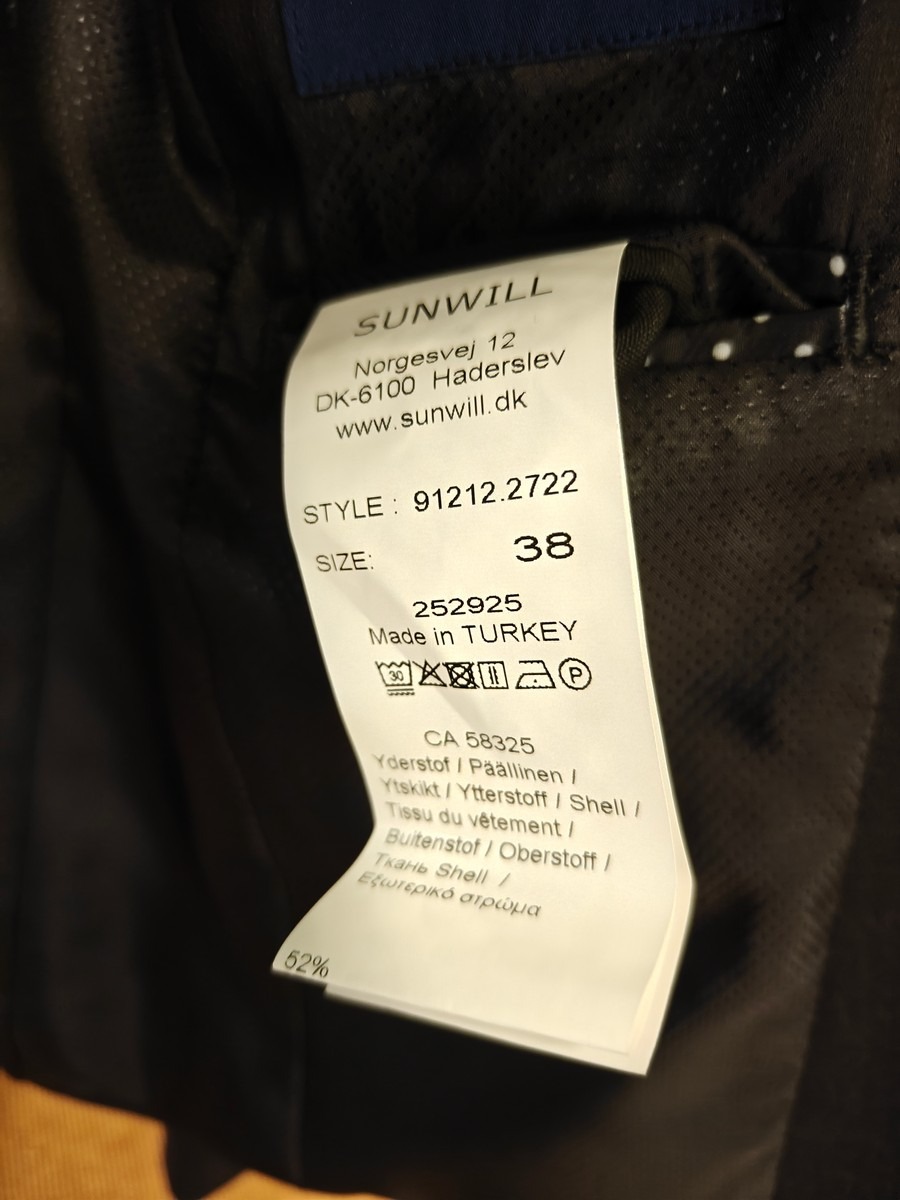 SUNWILL
Norgesvej 12
DK-6100 Haderslev
www.sunwill.dk
STYLE : 91212.2722
SIZE: 38
252925
Made in TURKEY
30 P
CA 58325
Yderstof / Päällinen /
Ytskikt / Ytterstoff / Shell /
Tissu du vêtement /
Buitenstof / Oberstoff /
Ткань Shell /
Εξωτερικό στρώμα
52%